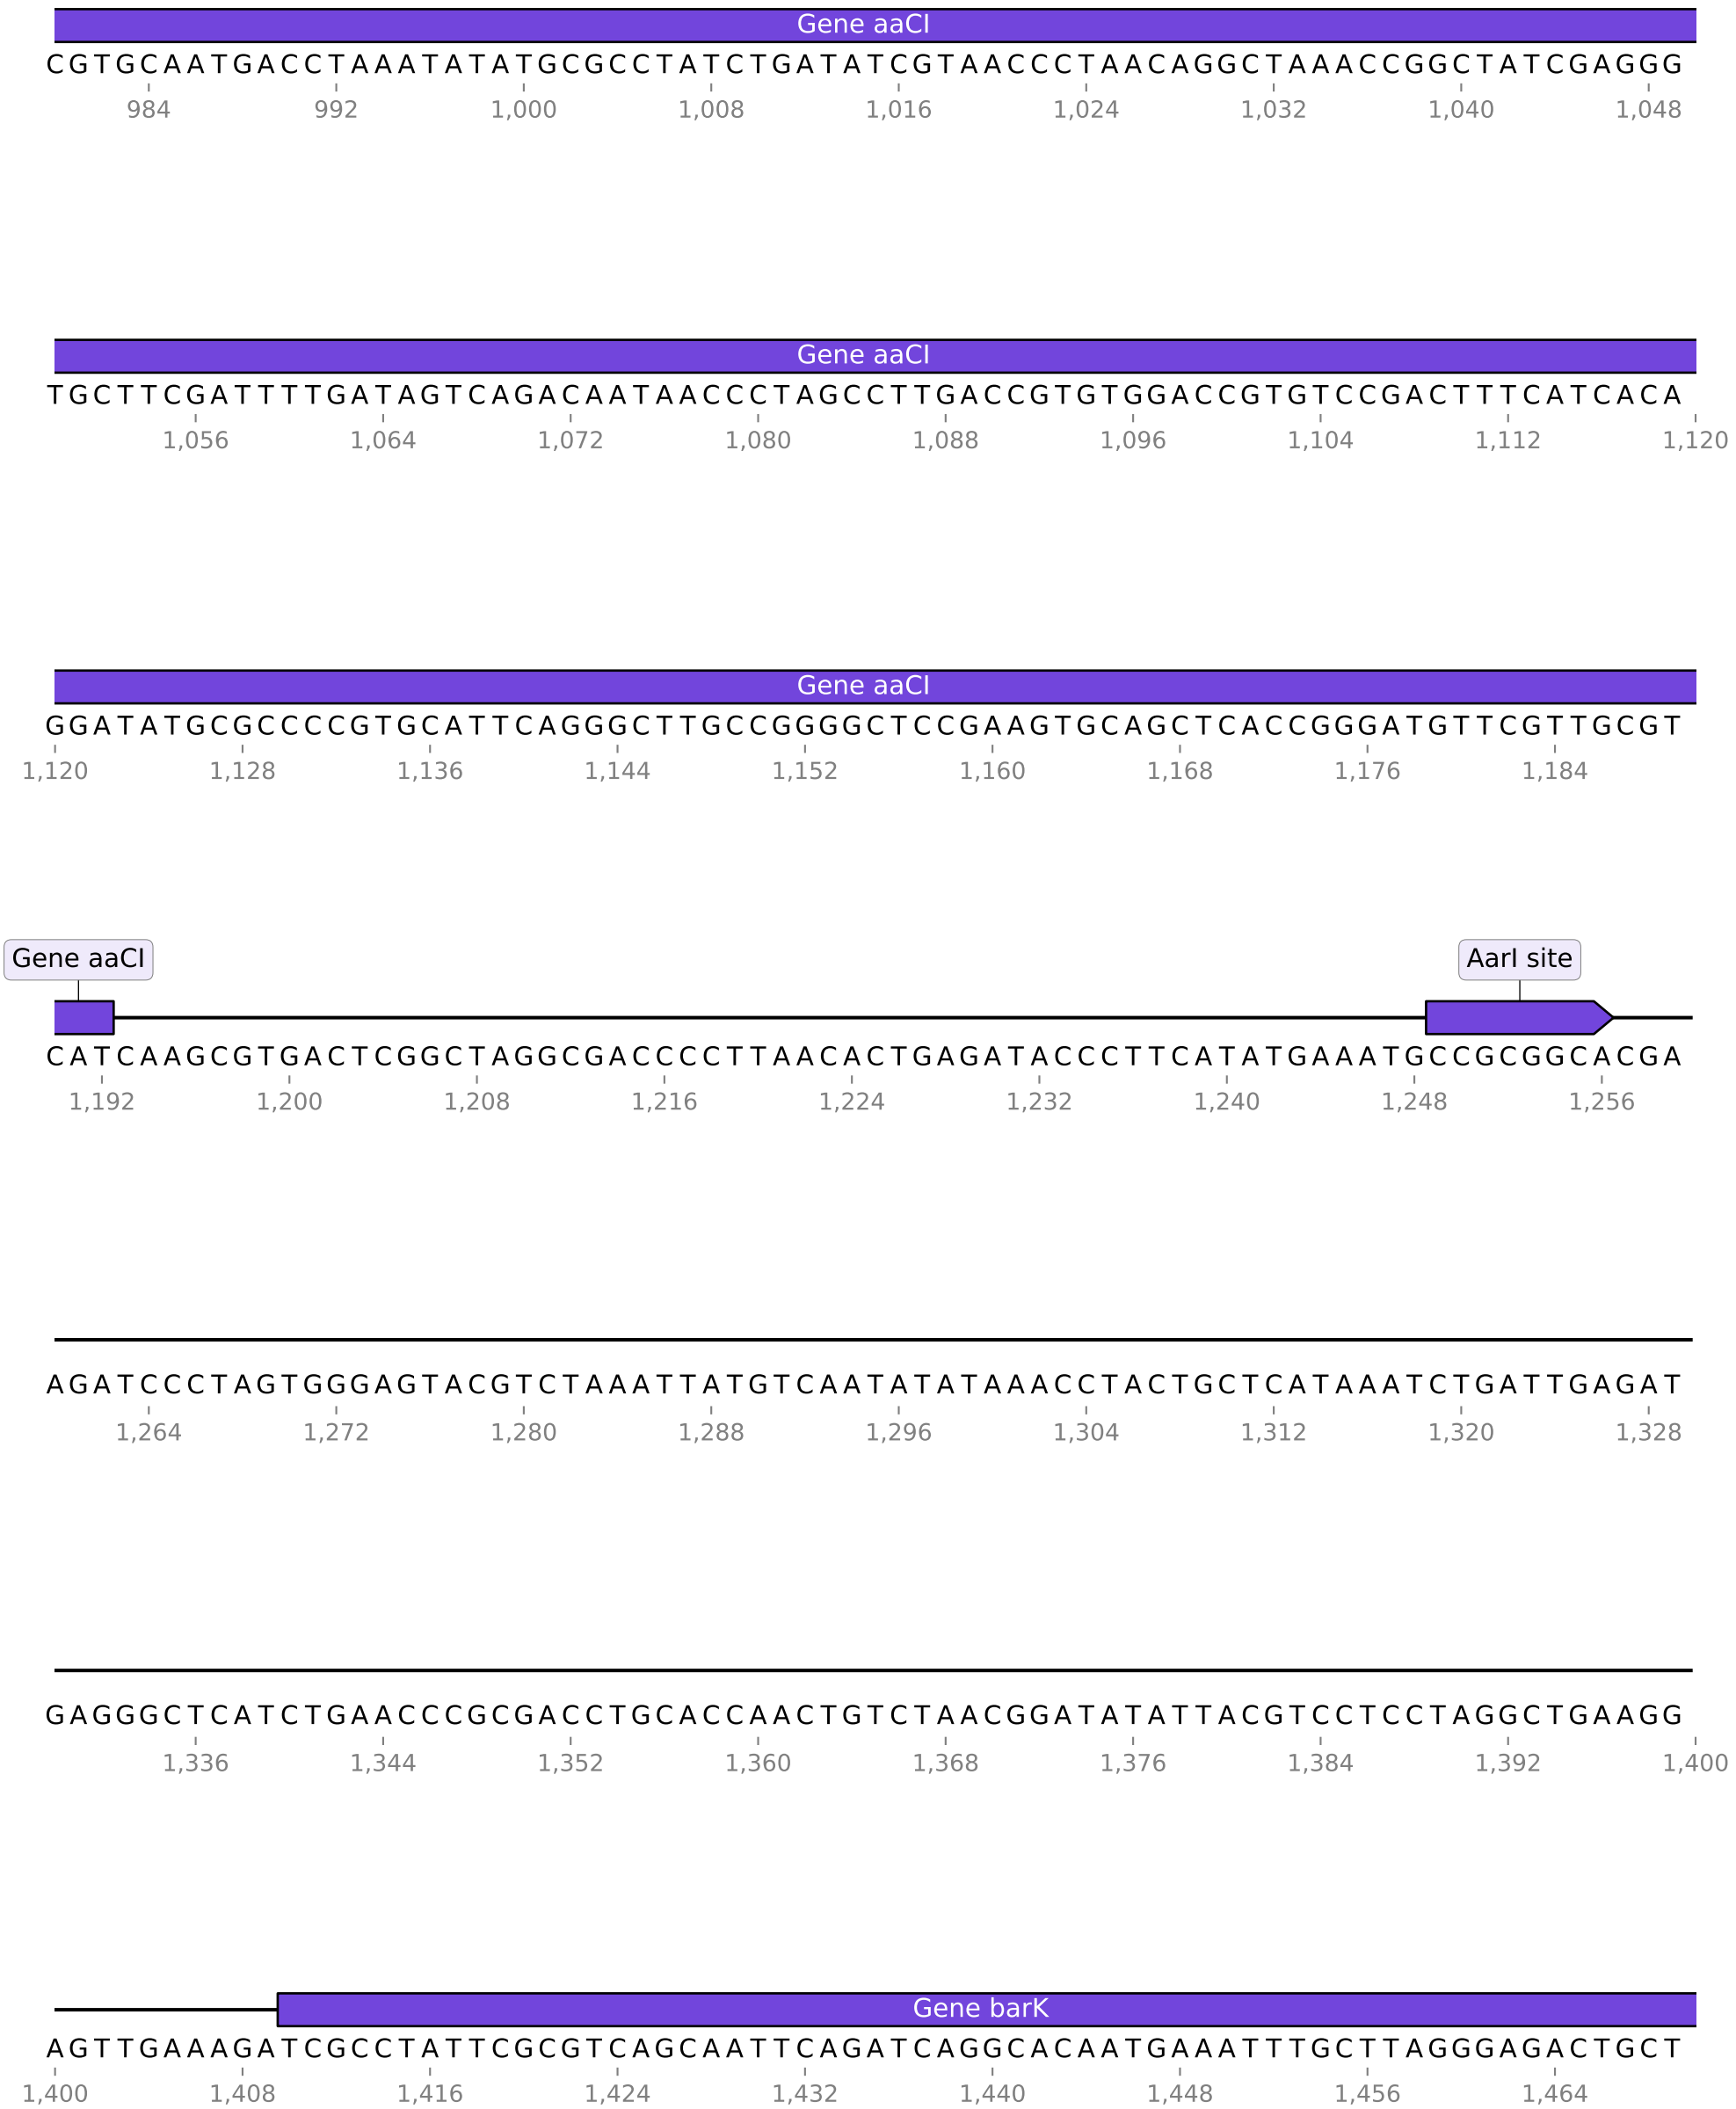 Gene aaCI
CGTGCAATGACCTAAATATATGCGCCTATCTGATATCGTAACCCTAACAGGCTAAACCGGCTATCGAGGG
984 992 1,000 1,008 1,016 1,024 1,032 1,040 1,048
Gene aaCI
TGCTTCGATTTTGATAGTCAGACAATAACCCTAGCCTTGACCGTGTGGACCGTGTCCGACTTTCATCACA
1,056 1,064 1,072 1,080 1,088 1,096 1,104 1,112 1,120
Gene aaCI
GGATATGCGCCCCGTGCATTCAGGGCTTGCCGGGGCTCCGAAGTGCAGCTCACCGGGATGTTCGTTGCGT
1,120 1,128 1,136 1,144 1,152 1,160 1,168 1,176 1,184
Gene aaCI AarI site
CATCAAGCGTGACTCGGCTAGGCGACCCCTTAACACTGAGATACCCTTCATATGAAATGCCGCGGCACGA
1,192 1,200 1,208 1,216 1,224 1,232 1,240 1,248 1,256
AGATCCCTAGTGGGAGTACGTCTAAATTATGTCAATATATAAACCTACTGCTCATAAATCTGATTGAGAT
1,264 1,272 1,280 1,288 1,296 1,304 1,312 1,320 1,328
GAGGGCTCATCTGAACCCGCGACCTGCACCAACTGTCTAACGGATATATTACGTCCTCCTAGGCTGAAGG
1,336 1,344 1,352 1,360 1,368 1,376 1,384 1,392 1,400
Gene barK
AGTTGAAAGATCGCCTATTCGCGTCAGCAATTCAGATCAGGCACAATGAAATTTGCTTAGGGAGACTGCT
1,400 1,408 1,416 1,424 1,432 1,440 1,448 1,456 1,464